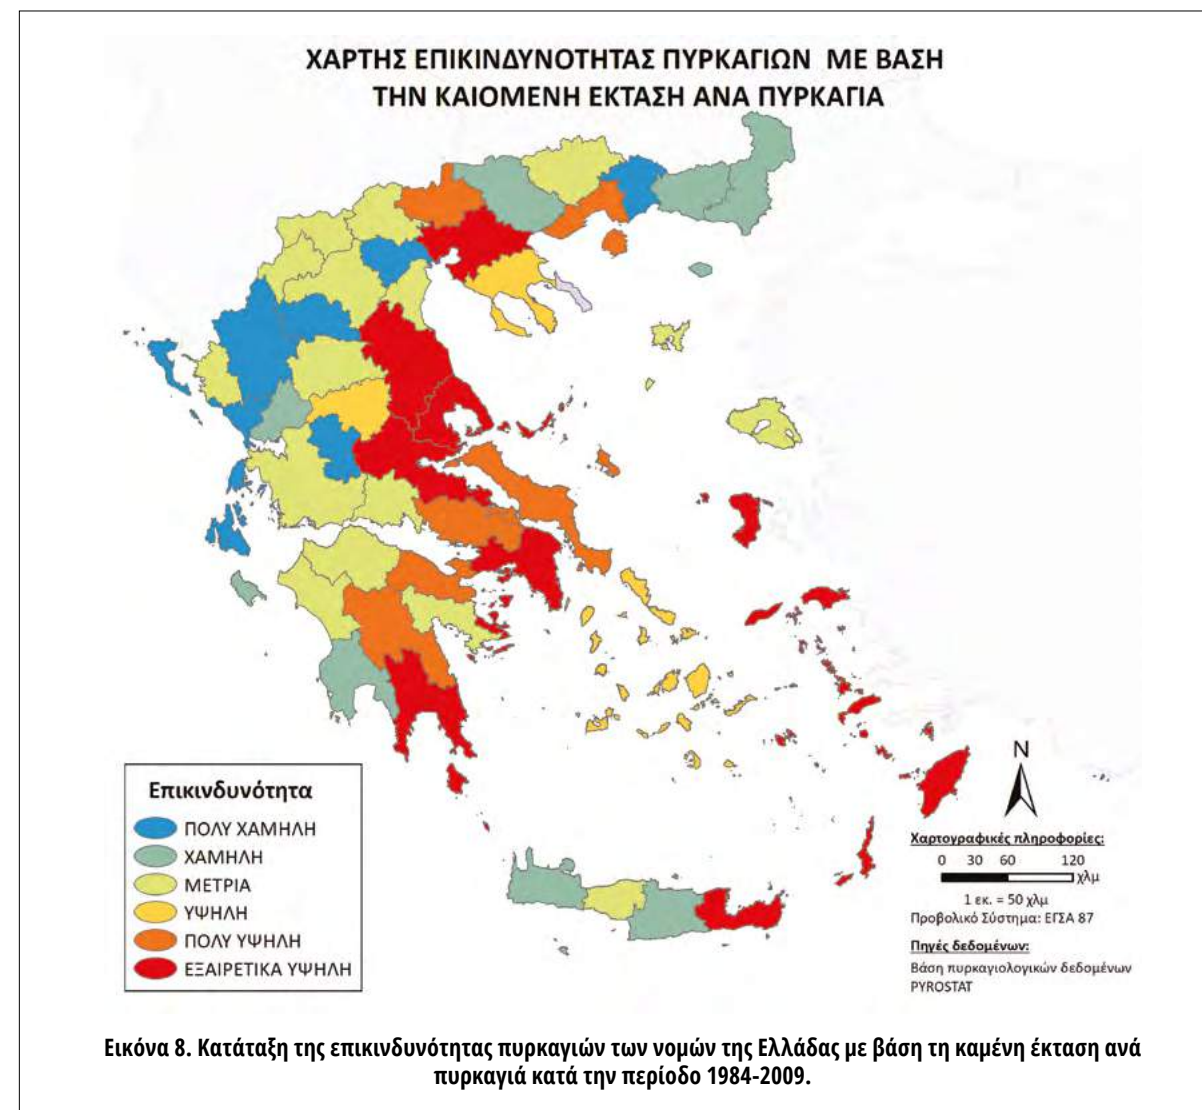 ΧΑΡΤΗΣ ΕΠΙΚΙΝΔΥΝΟΤΗΤΑΣ ΠΥΡΚΑΓΙΩΝ ΜΕ ΒΑΣΗ
ΤΗΝ ΚΑΙΟΜΕΝΗ ΕΚΤΑΣΗ ΑΝΑ ΠΥΡΚΑΓΙΑ
Επικινδυνότητα
ΠΟΛΥ ΧΑΜΗΛΗ
ΧΑΜΗΛΗ
ΜΕΤΡΙΑ
ΥΨΗΛΗ
ΠΟΛΥ ΥΨΗΛΗ
ΕΞΑΙΡΕΤΙΚΑ ΥΨΗΛΗ
N
Χαρτογραφικές πληροφορίες:
0 30 60 120
χλμ
1 εκ. = 50 χλμ
Προβολικό Σύστημα: ΕΓΣΑ 87
Πηγές δεδομένων:
Βάση πυρκαγιολογικών δεδομένων
PYROSTAT
Εικόνα 8. Κατάταξη της επικινδυνότητας πυρκαγιών των νομών της Ελλάδας με βάση τη καμένη έκταση ανά
πυρκαγιά κατά την περίοδο 1984-2009.